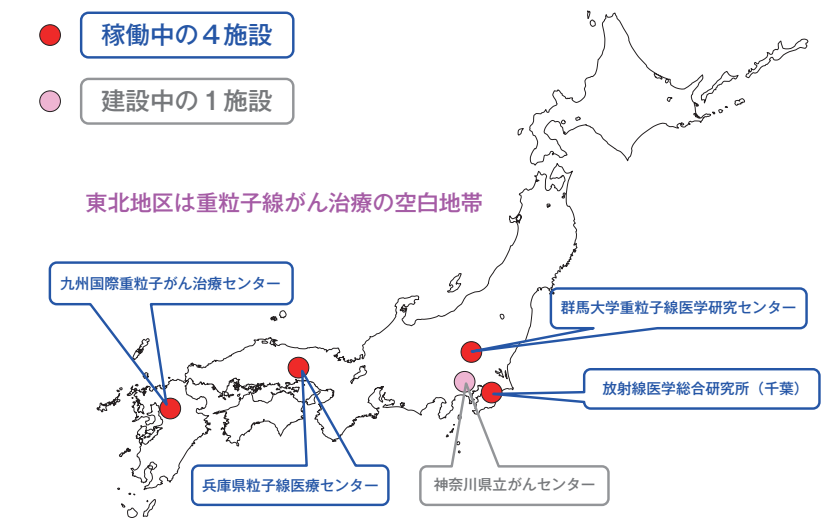 稼働中の４施設
建設中の１施設
東北地区は重粒子線がん治療の空白地帯
九州国際重粒子がん治療センター
群馬大学重粒子線医学研究センター
放射線医学総合研究所（千葉）
兵庫県粒子線医療センター
神奈川県立がんセンター